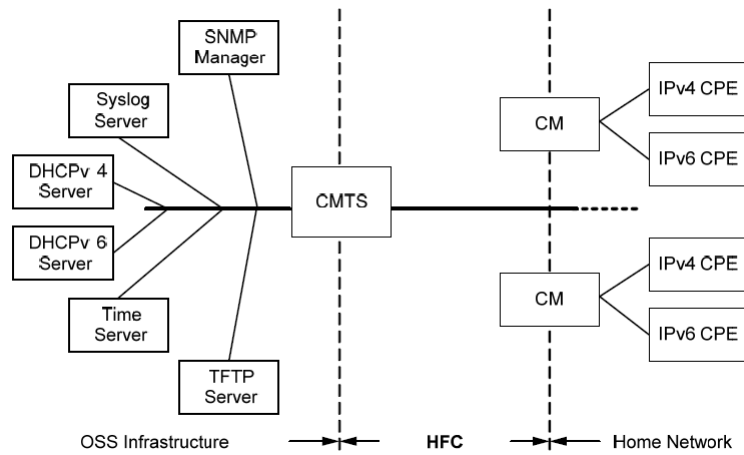 SNMP
Manager
Syslog
Server
DHCPv 4
Server
DHCPv 6
Server
Time
Server
TFTP
Server
CMTS
CM
IPv4 CPE
IPv6 CPE
CM
IPv4 CPE
IPv6 CPE
OSS Infrastructure
HFC
Home Network